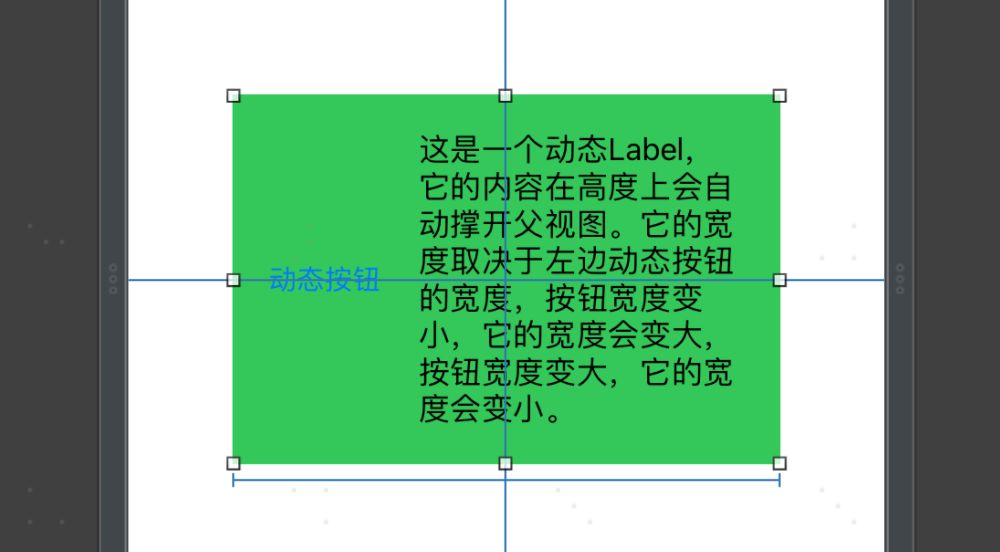 这是一个动态Label，
它的内容在高度上会自
动撑开父视图。它的宽
度取决于左边动态按钮
的宽度，按钮宽度变
小，它的宽度会变大，
按钮宽度变大，它的宽
度会变小。
动态按钮